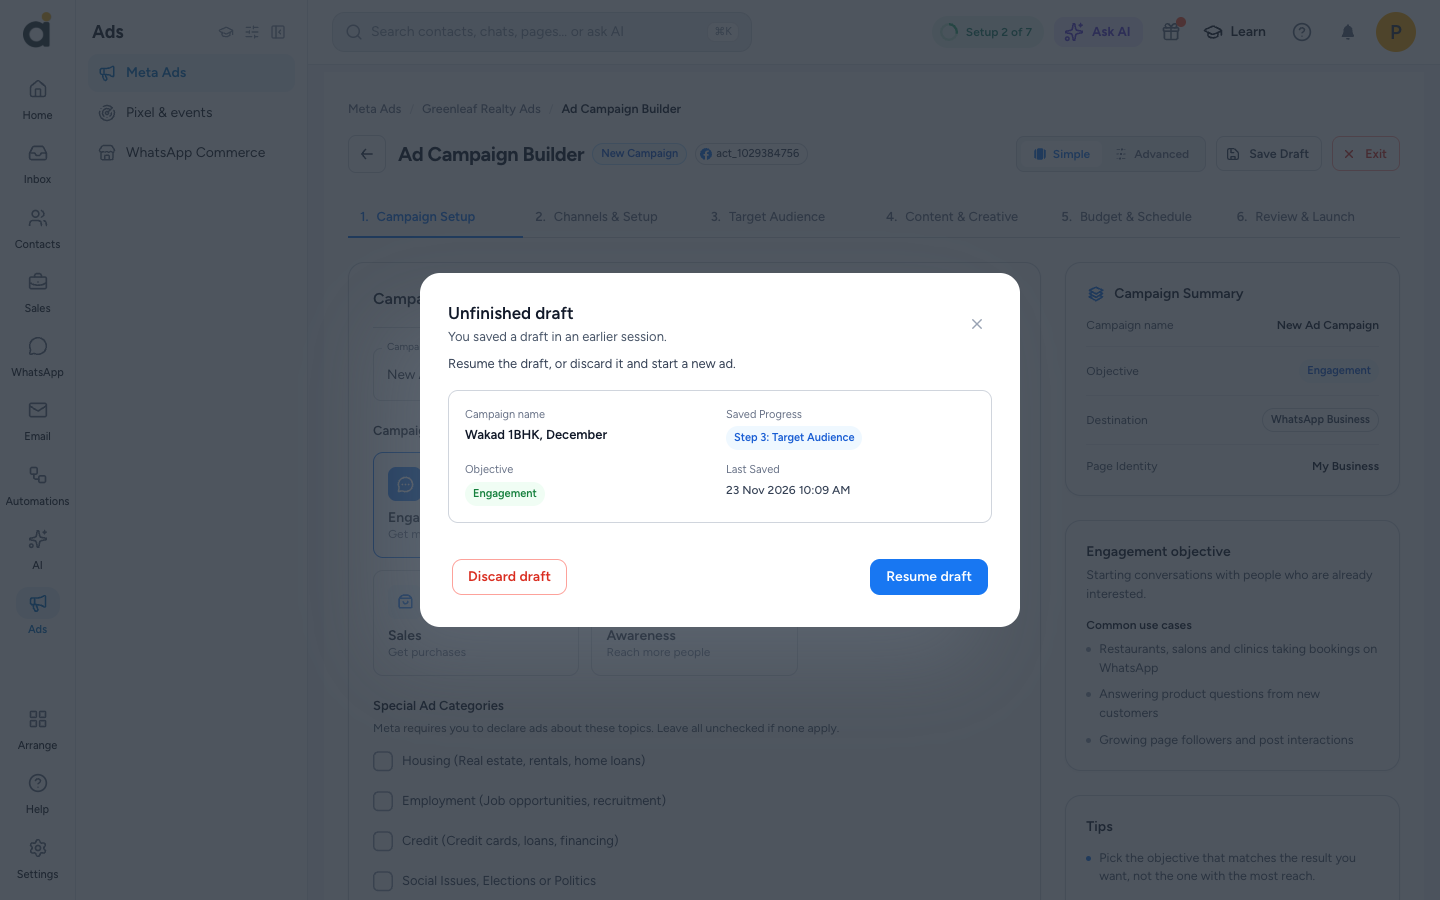 Ads
Search contacts, chats, pages... or ask AI
⌘K
Setup 2 of 7
Ask AI
Learn
P
Home
Inbox
Contacts
Sales
WhatsApp
Email
Automations
AI
Ads
Arrange
Help
Settings
Meta Ads
Pixel & events
WhatsApp Commerce
Meta Ads / Greenleaf Realty Ads / Ad Campaign Builder
Ad Campaign Builder
New Campaign
act_1029384756
Simple
Advanced
Save Draft
Exit
1. Campaign Setup
2. Channels & Setup
3. Target Audience
4. Content & Creative
5. Budget & Schedule
6. Review & Launch
Unfinished draft
You saved a draft in an earlier session.
Resume the draft, or discard it and start a new ad.
Campaign name
Wakad 1BHK, December
Saved Progress
Step 3: Target Audience
Objective
Engagement
Last Saved
23 Nov 2026 10:09 AM
Discard draft
Resume draft
New
Sales
Get purchases
Awareness
Reach more people
Special Ad Categories
Meta requires you to declare ads about these topics. Leave all unchecked if none apply.
Housing (Real estate, rentals, home loans)
Employment (Job opportunities, recruitment)
Credit (Credit cards, loans, financing)
Social Issues, Elections or Politics
Campaign Summary
Campaign name
New Ad Campaign
Objective
Engagement
Destination
WhatsApp Business
Page Identity
My Business
Engagement objective
Starting conversations with people who are already
interested.
Common use cases
Restaurants, salons and clinics taking bookings on
WhatsApp
Answering product questions from new
customers
Growing page followers and post interactions
Tips
Pick the objective that matches the result you
want, not the one with the most reach.